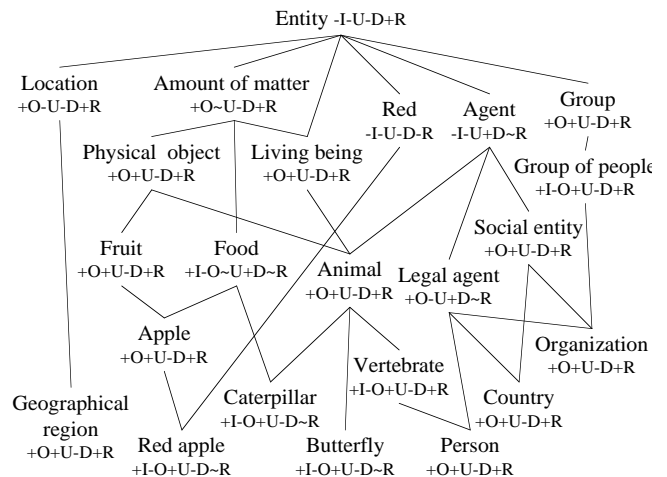 Entity -I-U-D+R
Location
+O-U-D+R
Amount of matter
+O~U-D+R
Red
-I-U-D-R
Agent
-I-U+D~R
Group
+O+U-D+R
Physical object
+O+U-D+R
Living being
+O+U-D+R
Group of people
+I-O+U-D+R
Social entity
+O+U-D+R
Fruit
+O+U-D+R
Food
+I-O~U+D~R
Animal
+O+U-D+R
Legal agent
+O-U+D~R
Apple
+O+U-D+R
Organization
+O+U-D+R
Vertebrate
+I-O+U-D+R
Geographical
region
+O+U-D+R
Caterpillar
+I-O+U-D~R
Country
+O+U-D+R
Red apple
+I-O+U-D~R
Butterfly
+I-O+U-D~R
Person
+O+U-D+R